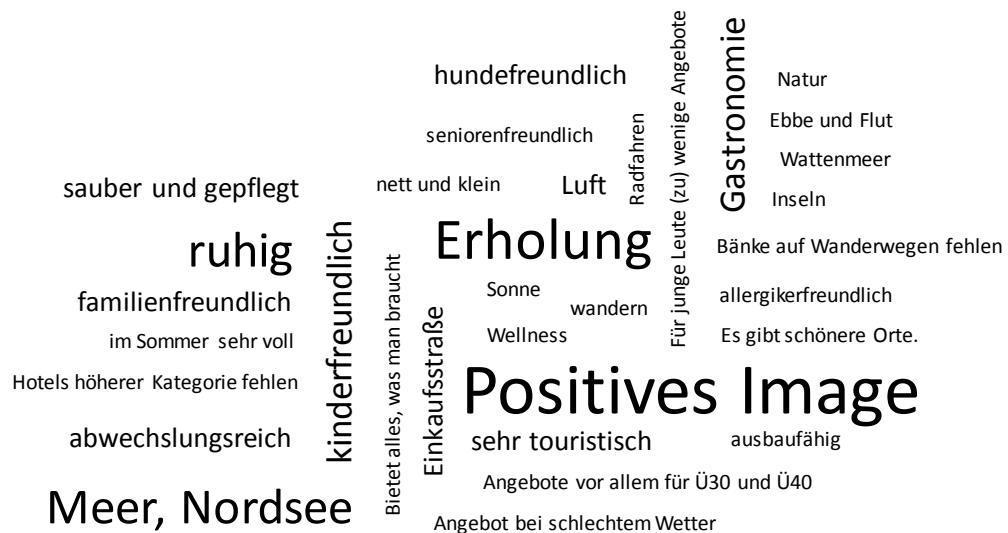 hundefreundlich
seniorenfreundlich
nett und klein
Luft
Radfahren
Für junge Leute (zu) wenige Angebote
Gastronomie
Natur
Ebbe und Flut
Wattenmeer
Inseln
sauber und gepflegt
ruhig
familienfreundlich
im Sommer sehr voll
Hotels höherer Kategorie fehlen
abwechslungsreich
Meer, Nordsee
kinderfreundlich
Bietet alles, was man braucht
Einkaufsstraße
Erholung
Sonne
wandern
Wellness
Bänke auf Wanderwegen fehlen
allergikerfreundlich
Es gibt schönere Orte.
Positives Image
sehr touristisch
ausbaufähig
Angebote vor allem für Ü30 und Ü40
Angebot bei schlechtem Wetter